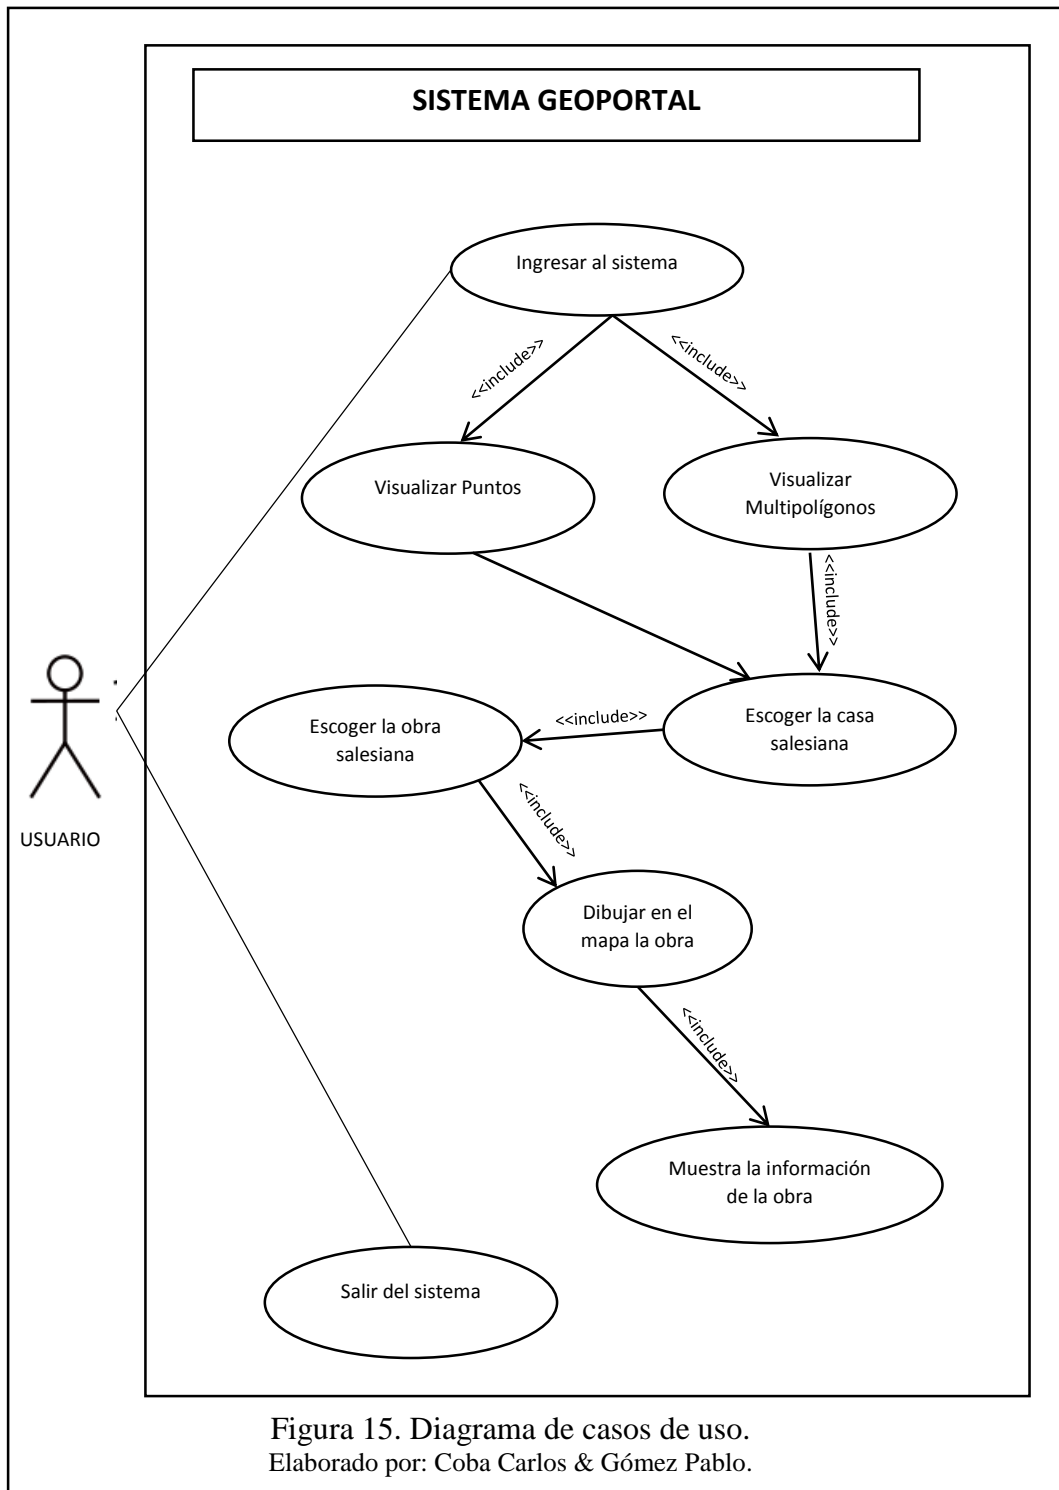 SISTEMA GEOPORTAL
Ingresar al sistema
<<include>>
<<include>>
Visualizar Puntos
Visualizar
Multipolígonos
<<include>>
Escoger la obra
salesiana
<<include>>
Escoger la casa
salesiana
USUARIO
<<include>>
Dibujar en el
mapa la obra
<<include>>
Muestra la información
de la obra
Salir del sistema
Figura 15. Diagrama de casos de uso.
Elaborado por: Coba Carlos & Gómez Pablo.